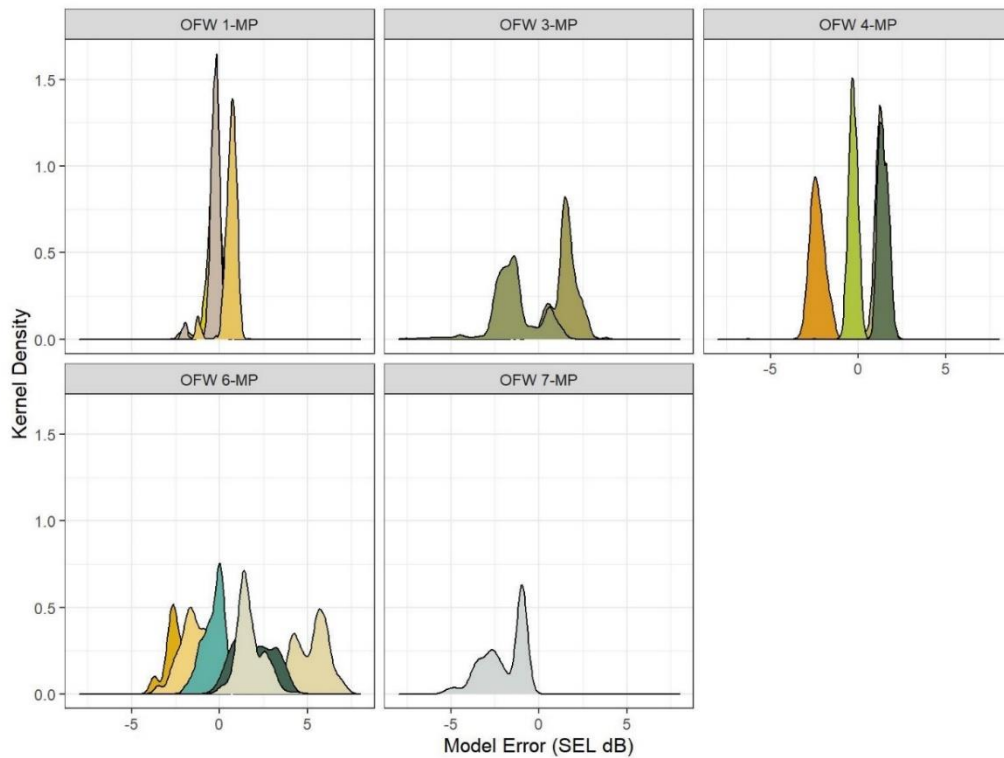 OFW 1-MP
OFW 3-MP
OFW 4-MP
1.5
1.0
0.5
0.0
-5 0 5
OFW 6-MP
OFW 7-MP
1.5
1.0
0.5
0.0
-5 0 5
-5 0 5
Kernel Density
Model Error (SEL dB)